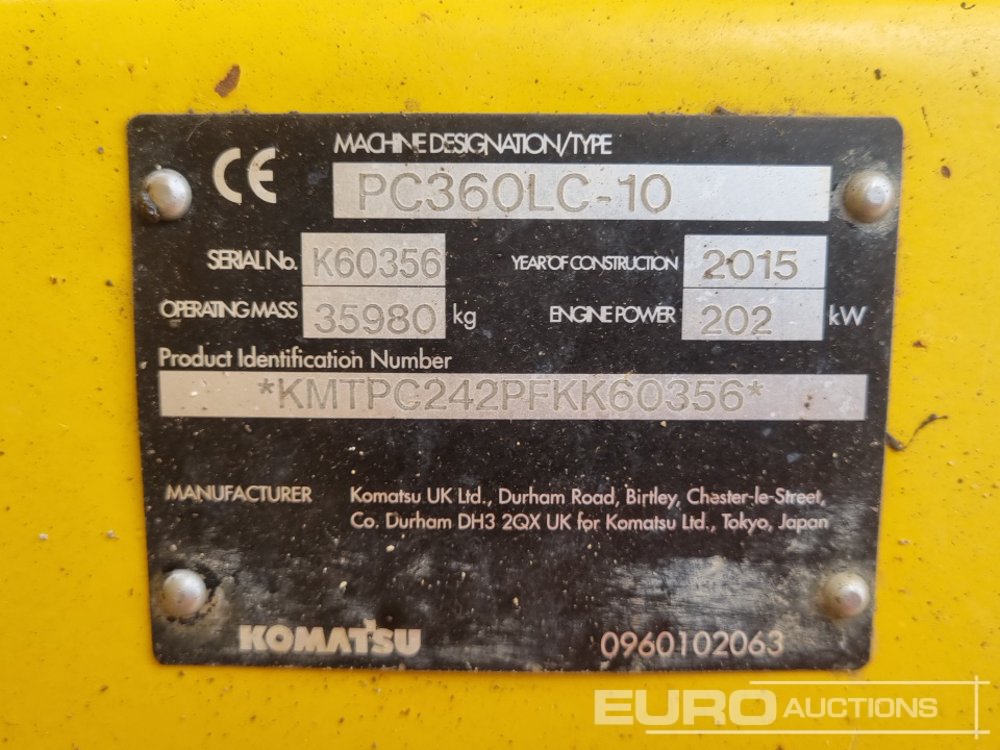 CE
MACHINE DESIGNATION/TYPE
PC360LC-10
SERIAL No. K60356 YEAR OF CONSTRUCTION 2015
OPERATING MASS 35980 kg ENGINE POWER 202 kW
Product Identification Number
*KMTPC242PFKK60356*
MANUFACTURER Komatsu UK Ltd., Durham Road, Birtley, Chester-le-Street,
Co. Durham DH3 2QX UK for Komatsu Ltd., Tokyo, Japan
KOMATSU 0960102063
EURO AUCTIONS